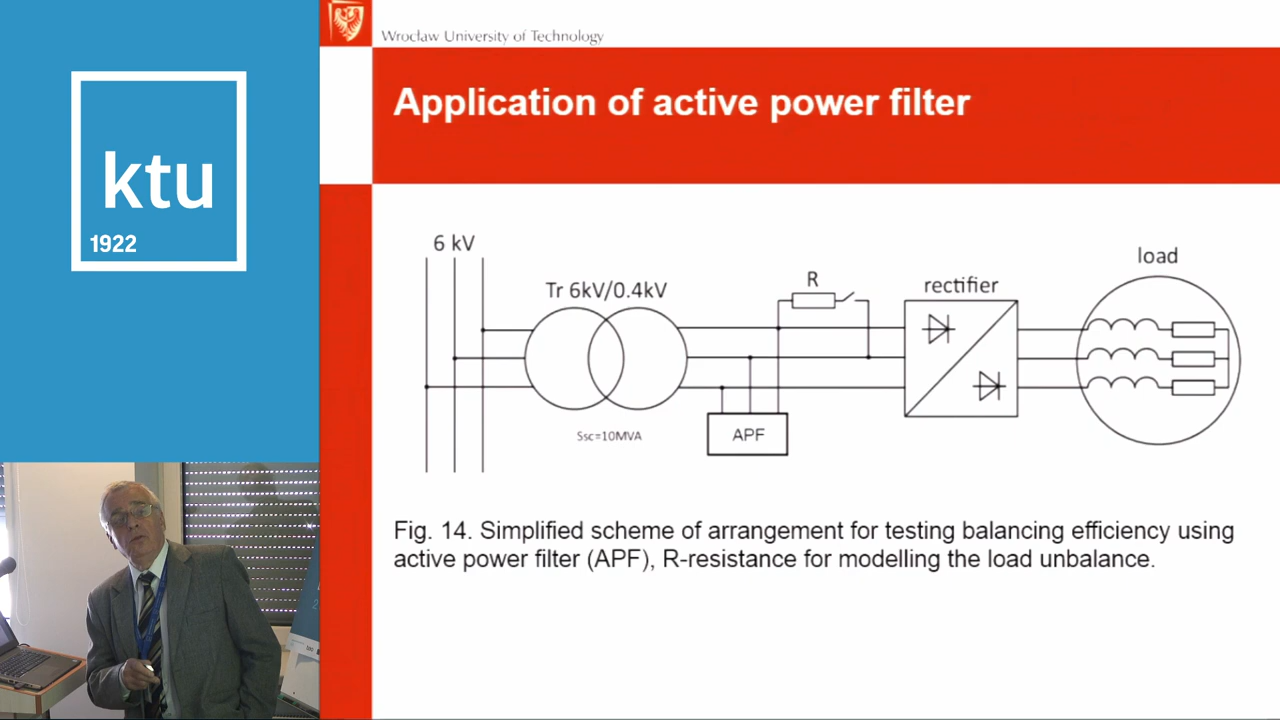 Wrocław University of Technology
Application of active power filter
ktu
1922
6 kV
Tr 6kV/0.4kV
Ssc=10MVA
R
APF
rectifier
load
Fig. 14. Simplified scheme of arrangement for testing balancing efficiency using
active power filter (APF), R-resistance for modelling the load unbalance.